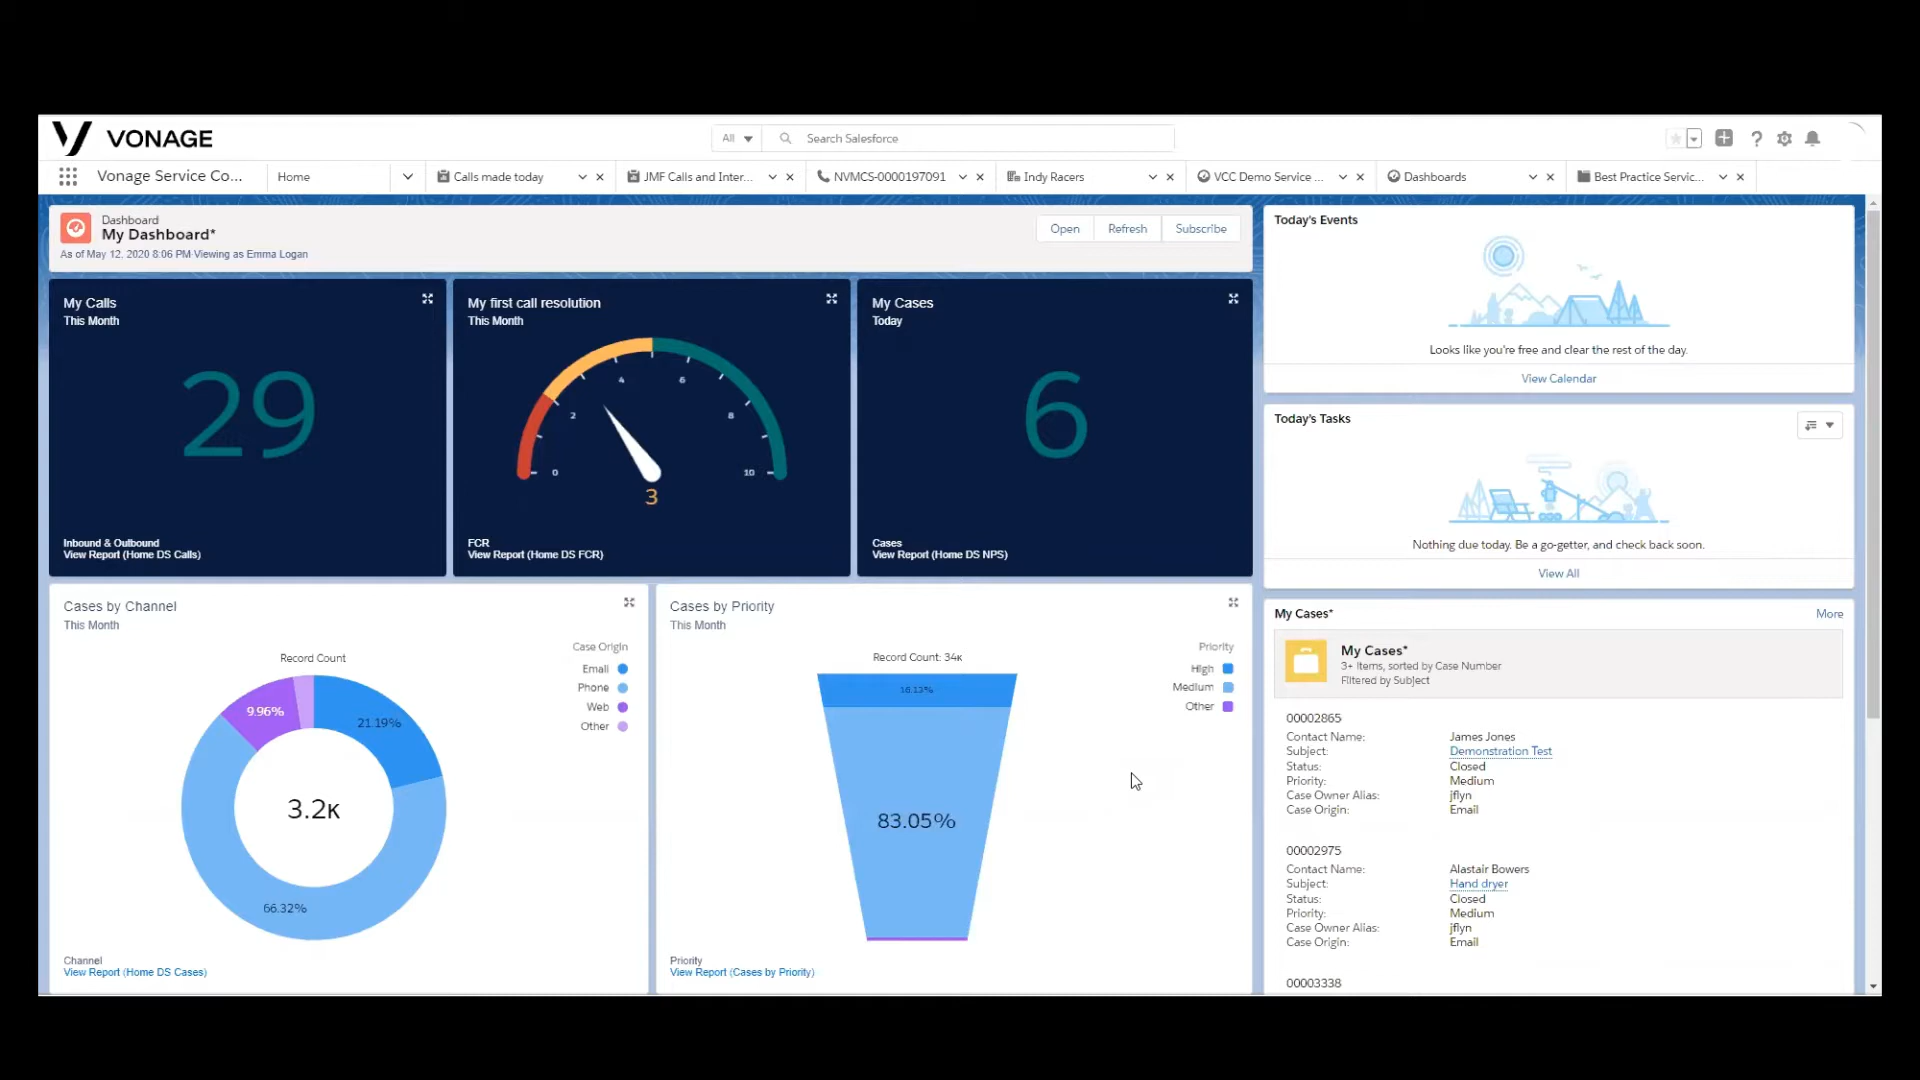 VONAGE
All
Search Salesforce
Vonage Service Co...
Home
Calls made today
JMF Calls and Inter...
NVMCS-0000197091
Indy Racers
VCC Demo Service ...
Dashboards
Best Practice Servic...
Dashboard
My Dashboard*
As of May 12, 2020 8:06 PM·Viewing as Emma Logan
Open
Refresh
Subscribe
My Calls
This Month
29
Inbound & Outbound
View Report (Home DS Calls)
My first call resolution
This Month
0
2
4
6
8
10
3
FCR
View Report (Home DS FCR)
My Cases
Today
6
Cases
View Report (Home DS NPS)
Cases by Channel
This Month
Record Count
Case Origin
Email
Phone
Web
Other
9.96%
21.19%
3.2K
66.32%
Channel
View Report (Home DS Cases)
Cases by Priority
This Month
Record Count: 34K
Priority
High
Medium
Other
16.13%
83.05%
Priority
View Report (Cases by Priority)
Today's Events
Looks like you're free and clear the rest of the day.
View Calendar
Today's Tasks
Nothing due today. Be a go-getter, and check back soon.
View All
My Cases*
More
My Cases*
3+ items, sorted by Case Number
Filtered by Subject
00002865
Contact Name: James Jones
Subject: Demonstration Test
Status: Closed
Priority: Medium
Case Owner Alias: jflyn
Case Origin: Email
00002975
Contact Name: Alastair Bowers
Subject: Hand dryer
Status: Closed
Priority: Medium
Case Owner Alias: jflyn
Case Origin: Email
00003338